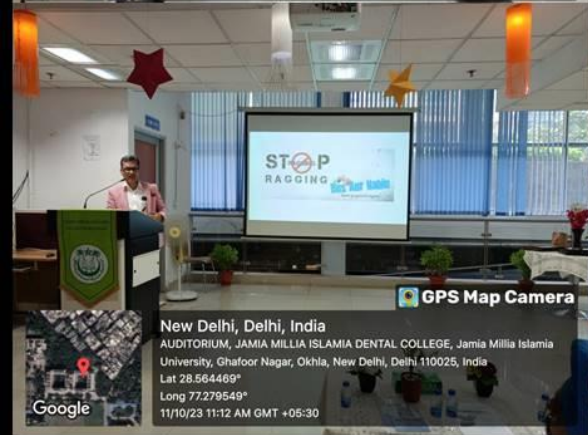 STOP
RAGGING
GPS Map Camera
New Delhi, Delhi, India
AUDITORIUM, JAMIA MILLIA ISLAMIA DENTAL COLLEGE, Jamia Millia Islamia
University, Ghafoor Nagar, Okhla, New Delhi, Delhi 110025, India
Lat 28.564469°
Long 77.279549°
11/10/23 11:12 AM GMT +05:30
Google